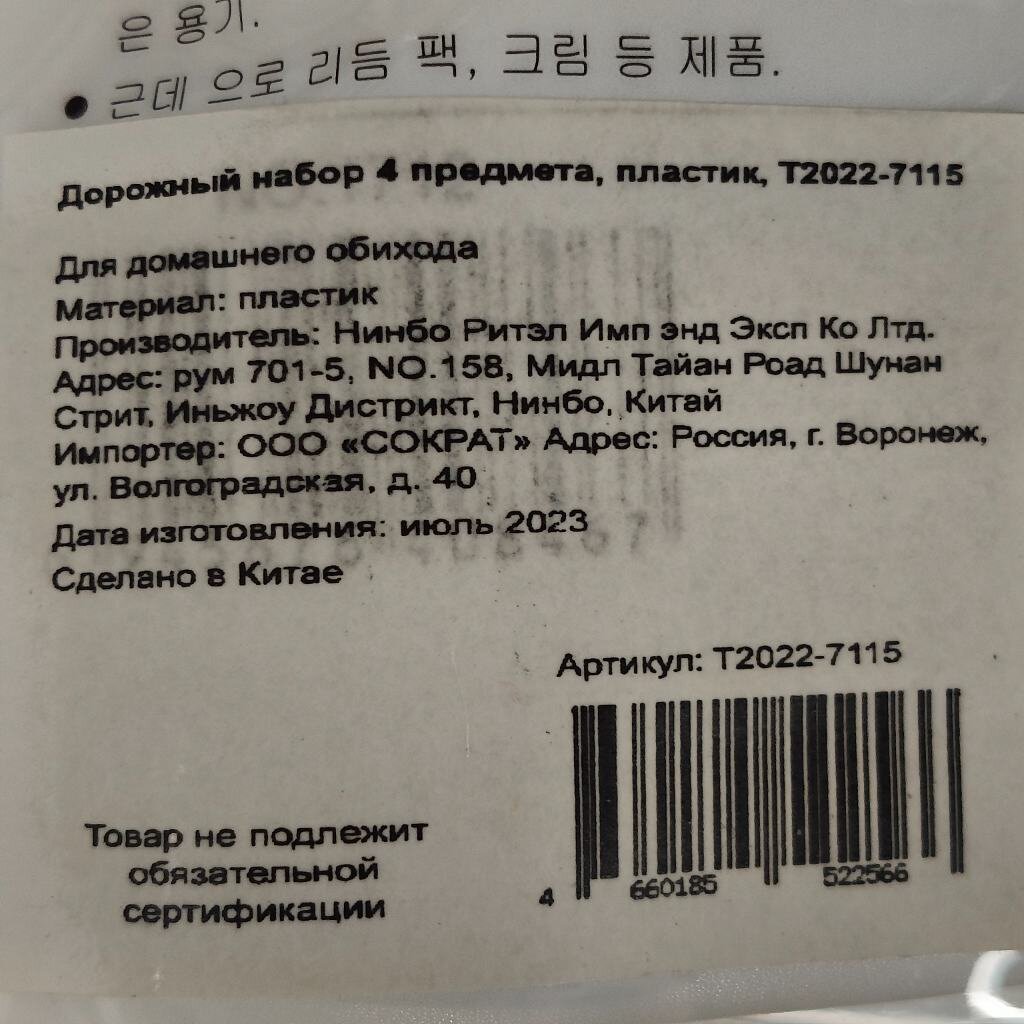 은 용기.
● 근데 으로 리듬 팩, 크림 등 제품.
Дорожный набор 4 предмета, пластик, Т2022-7115
Для домашнего обихода
Материал: пластик
Производитель: Нинбо Ритэл Имп энд Эксп Ко Лтд.
Адрес: рум 701-5, NO.158, Мидл Тайан Роад Шунан
Стрит, Иньжоу Дистрикт, Нинбо, Китай
Импортер: ООО «СОКРАТ» Адрес: Россия, г. Воронеж,
ул. Волгоградская, д. 40
Дата изготовления: июль 2023
Сделано в Китае
Артикул: Т2022-7115
4 660185 522566
Товар не подлежит
обязательной
сертификации